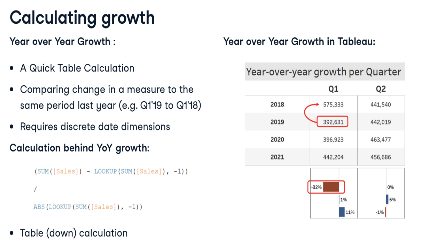 Calculating growth
Year over Year Growth :
A Quick Table Calculation
Comparing change in a measure to the
same period last year (e.g. Q1'19 to Q1'18)
Requires discrete date dimensions
Calculation behind YoY growth:
(SUM([Sales]) - LOOKUP(SUM([Sales]), -1))
/
ABS(LOOKUP(SUM([Sales]), -1))
Table (down) calculation
Year over Year Growth in Tableau:
Year-over-year growth per Quarter
Q1 Q2
2018 575,333 441,540
2019 392,631 442,019
2020 396,923 463,477
2021 442,204 456,686
-32% 0%
1% 5%
11% -1%